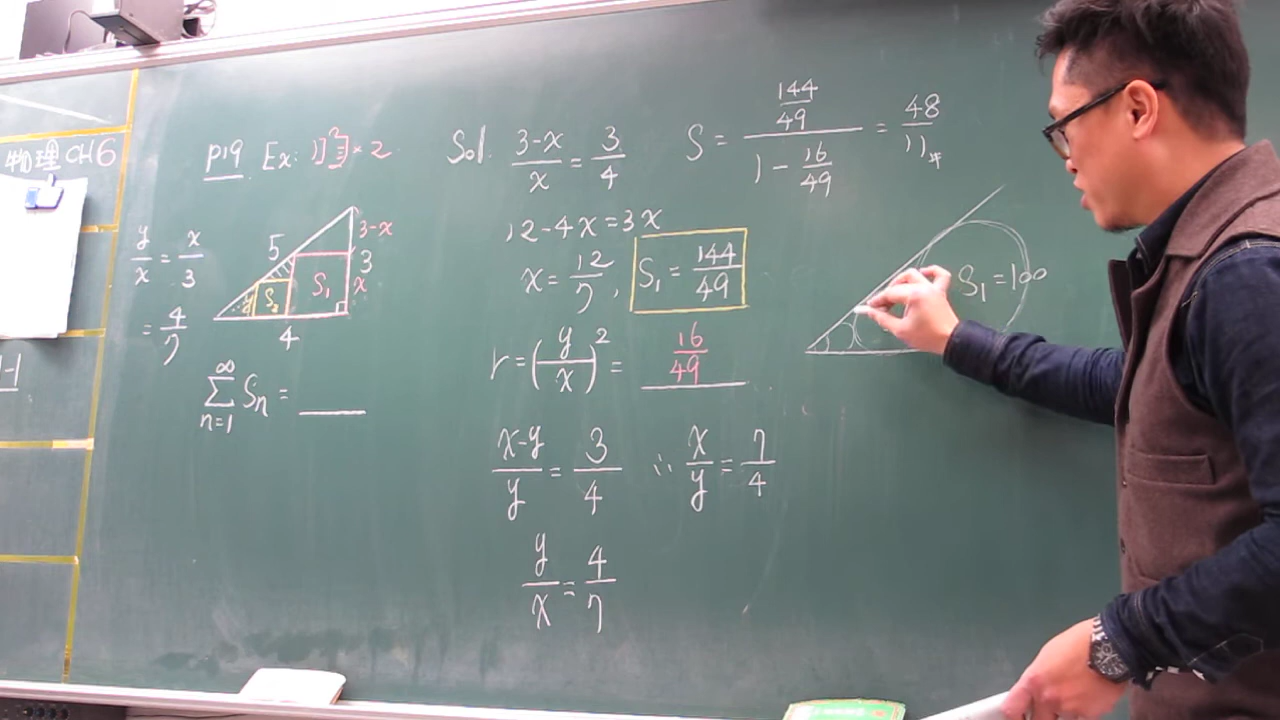 物理 CH6
P19 Ex: 例3 × 2
y/x = x/3
= 4/7
5
3-x
3
x
S₁
S₂
4
∑_{n=1}^{∞} Sₙ = ____
Sol. (3-x)/x = 3/4
12-4x=3x
x = 12/7, S₁ = 144/49
r = (y/x)² = 16/49
(x-y)/y = 3/4 ∴ x/y = 7/4
y/x = 4/7
S = (144/49)/(1 - 16/49) = 48/11
S₁=100